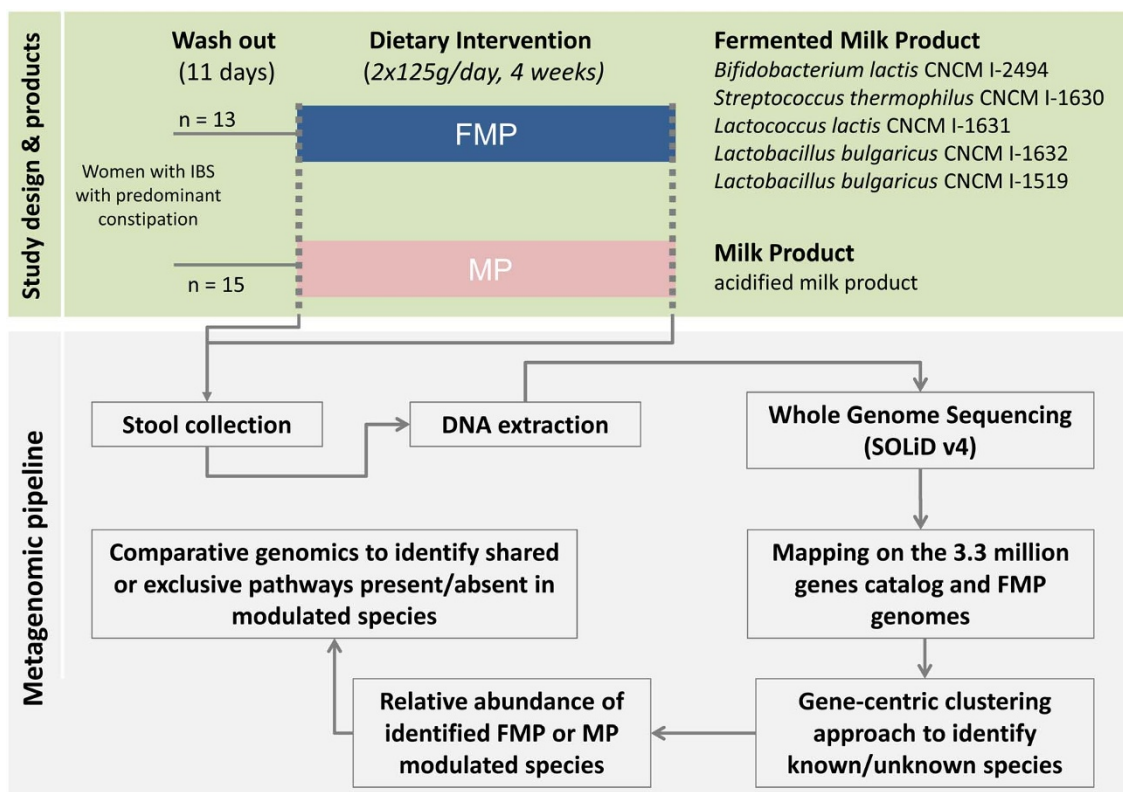 Study design & products
Wash out
(11 days)
Dietary Intervention
(2x125g/day, 4 weeks)
n = 13
FMP
Women with IBS
with predominant
constipation
MP
n = 15
Fermented Milk Product
Bifidobacterium lactis CNCM I-2494
Streptococcus thermophilus CNCM I-1630
Lactococcus lactis CNCM I-1631
Lactobacillus bulgaricus CNCM I-1632
Lactobacillus bulgaricus CNCM I-1519
Milk Product
acidified milk product
Metagenomic pipeline
Stool collection
DNA extraction
Whole Genome Sequencing
(SOLiD v4)
Mapping on the 3.3 million
genes catalog and FMP
genomes
Gene-centric clustering
approach to identify
known/unknown species
Relative abundance of
identified FMP or MP
modulated species
Comparative genomics to identify shared
or exclusive pathways present/absent in
modulated species